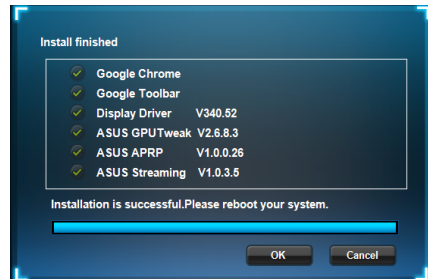 Install finished
Google Chrome
Google Toolbar
Display Driver V340.52
ASUS GPUTweak V2.6.8.3
ASUS APRP V1.0.0.26
ASUS Streaming V1.0.3.5
Installation is successful.Please reboot your system.
OK Cancel